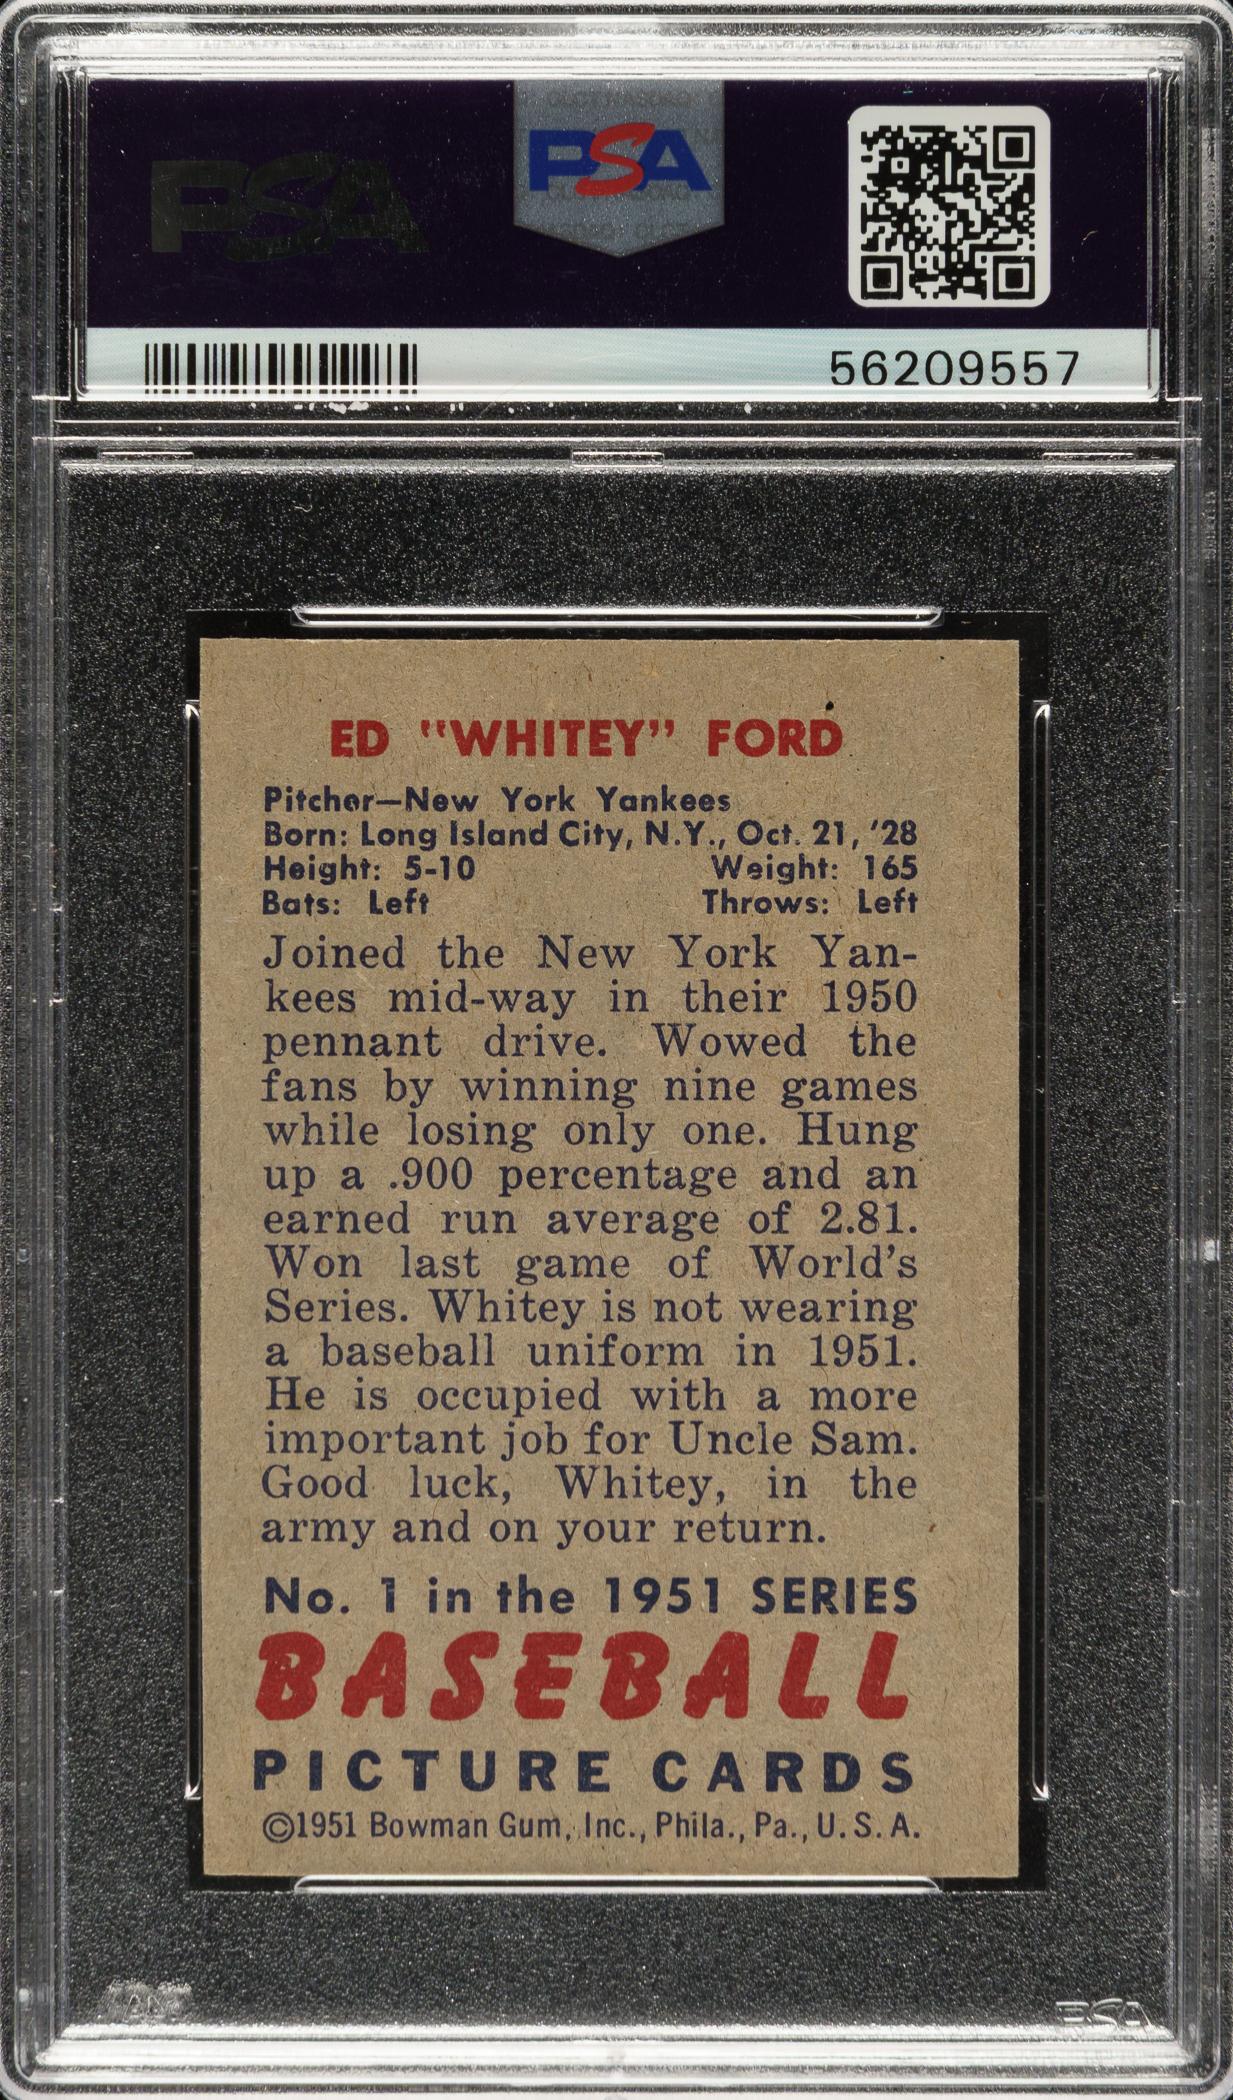 PSA
PSA
56209557
ED "WHITEY" FORD
Pitcher—New York Yankees
Born: Long Island City, N.Y., Oct. 21, '28
Height: 5-10 Weight: 165
Bats: Left Throws: Left
Joined the New York Yan-
kees mid-way in their 1950
pennant drive. Wowed the
fans by winning nine games
while losing only one. Hung
up a .900 percentage and an
earned run average of 2.81.
Won last game of World's
Series. Whitey is not wearing
a baseball uniform in 1951.
He is occupied with a more
important job for Uncle Sam.
Good luck, Whitey, in the
army and on your return.
No. 1 in the 1951 SERIES
BASEBALL
PICTURE CARDS
©1951 Bowman Gum, Inc., Phila., Pa., U.S.A.
PSA